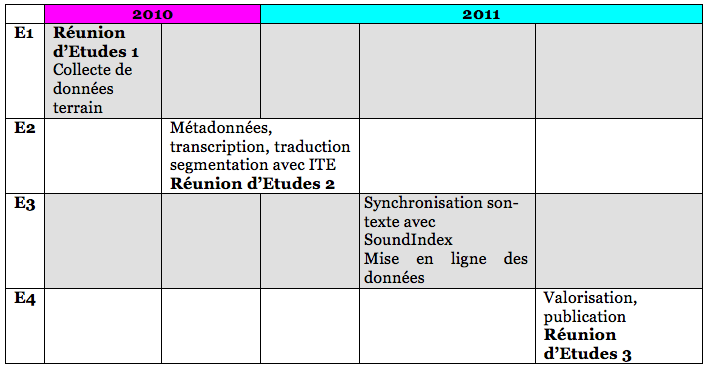 2010 2011
E1 Réunion
d’Etudes 1
Collecte de
données
terrain
E2 Métadonnées,
transcription, traduction
segmentation avec ITE
Réunion d’Etudes 2
E3 Synchronisation son-
texte avec
SoundIndex
Mise en ligne des
données
E4 Valorisation,
publication
Réunion
d’Etudes 3